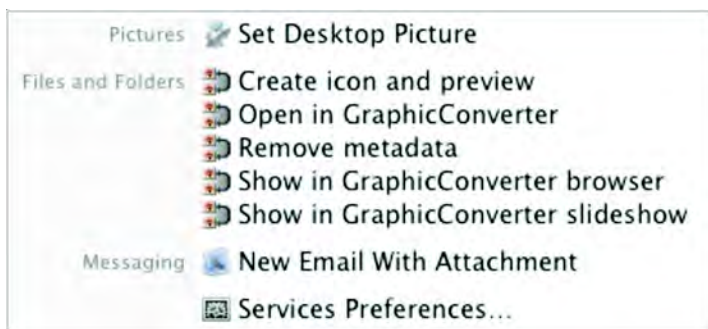 Pictures Set Desktop Picture
Files and Folders Create icon and preview
Open in GraphicConverter
Remove metadata
Show in GraphicConverter browser
Show in GraphicConverter slideshow
Messaging New Email With Attachment
Services Preferences…